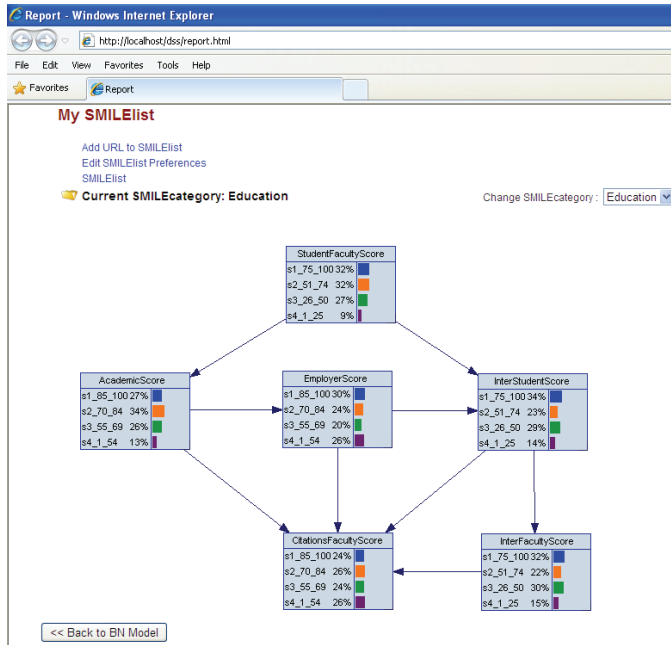 Report - Windows Internet Explorer
http://localhost/dss/report.html
File Edit View Favorites Tools Help
Favorites Report
My SMILElist
Add URL to SMILElist
Edit SMILElist Preferences
SMILElist
Current SMILEcategory: Education Change SMILEcategory : Education
StudentFacultyScore
s1_75_100 32%
s2_51_74 32%
s3_26_50 27%
s4_1_25 9%
AcademicScore
s1_85_100 27%
s2_70_84 34%
s3_55_69 26%
s4_1_54 13%
EmployerScore
s1_85_100 30%
s2_70_84 24%
s3_55_69 20%
s4_1_54 26%
InterStudentScore
s1_75_100 34%
s2_51_74 23%
s3_26_50 29%
s4_1_25 14%
CitationsFacultyScore
s1_85_100 24%
s2_70_84 26%
s3_55_69 24%
s4_1_54 26%
InterFacultyScore
s1_75_100 32%
s2_51_74 22%
s3_26_50 30%
s4_1_25 15%
<< Back to BN Model